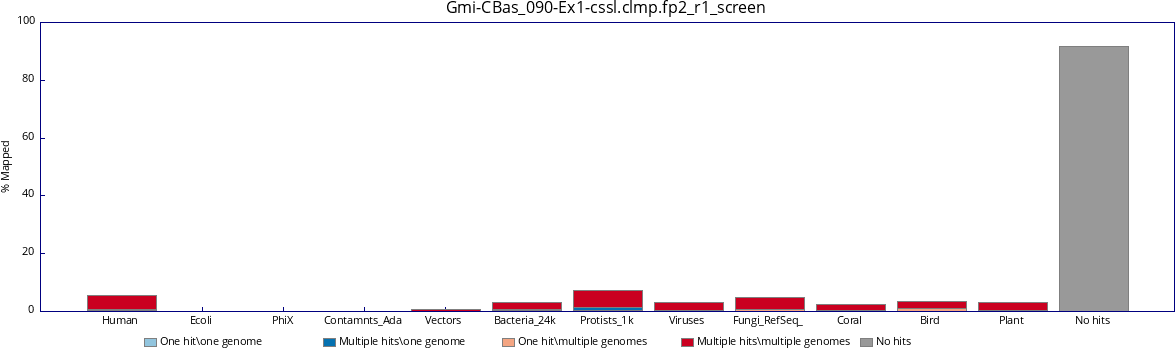 Gmi-CBas_090-Ex1-cssl.clmp.fp2_r1_screen
% Mapped
100
80
60
40
20
0
Human Ecoli PhiX Contamnts_Ada Vectors Bacteria_24k Protists_1k Viruses Fungi_RefSeq_ Coral Bird Plant No hits
One hit\one genome Multiple hits\one genome One hit\multiple genomes Multiple hits\multiple genomes No hits